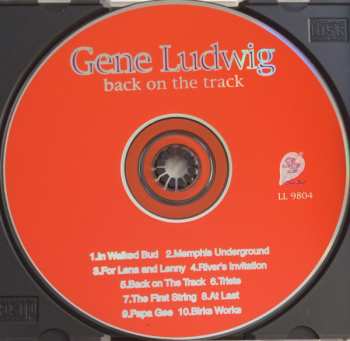 Gene Ludwig
back on the track
LL 9804
1.In Walked Bud 2.Memphis Underground
3.For Lena and Lenny 4.River's Invitation
5.Back on The Track 6.Triste
7.The First String 8.At Last
9.Papa Gee 10.Birks Works